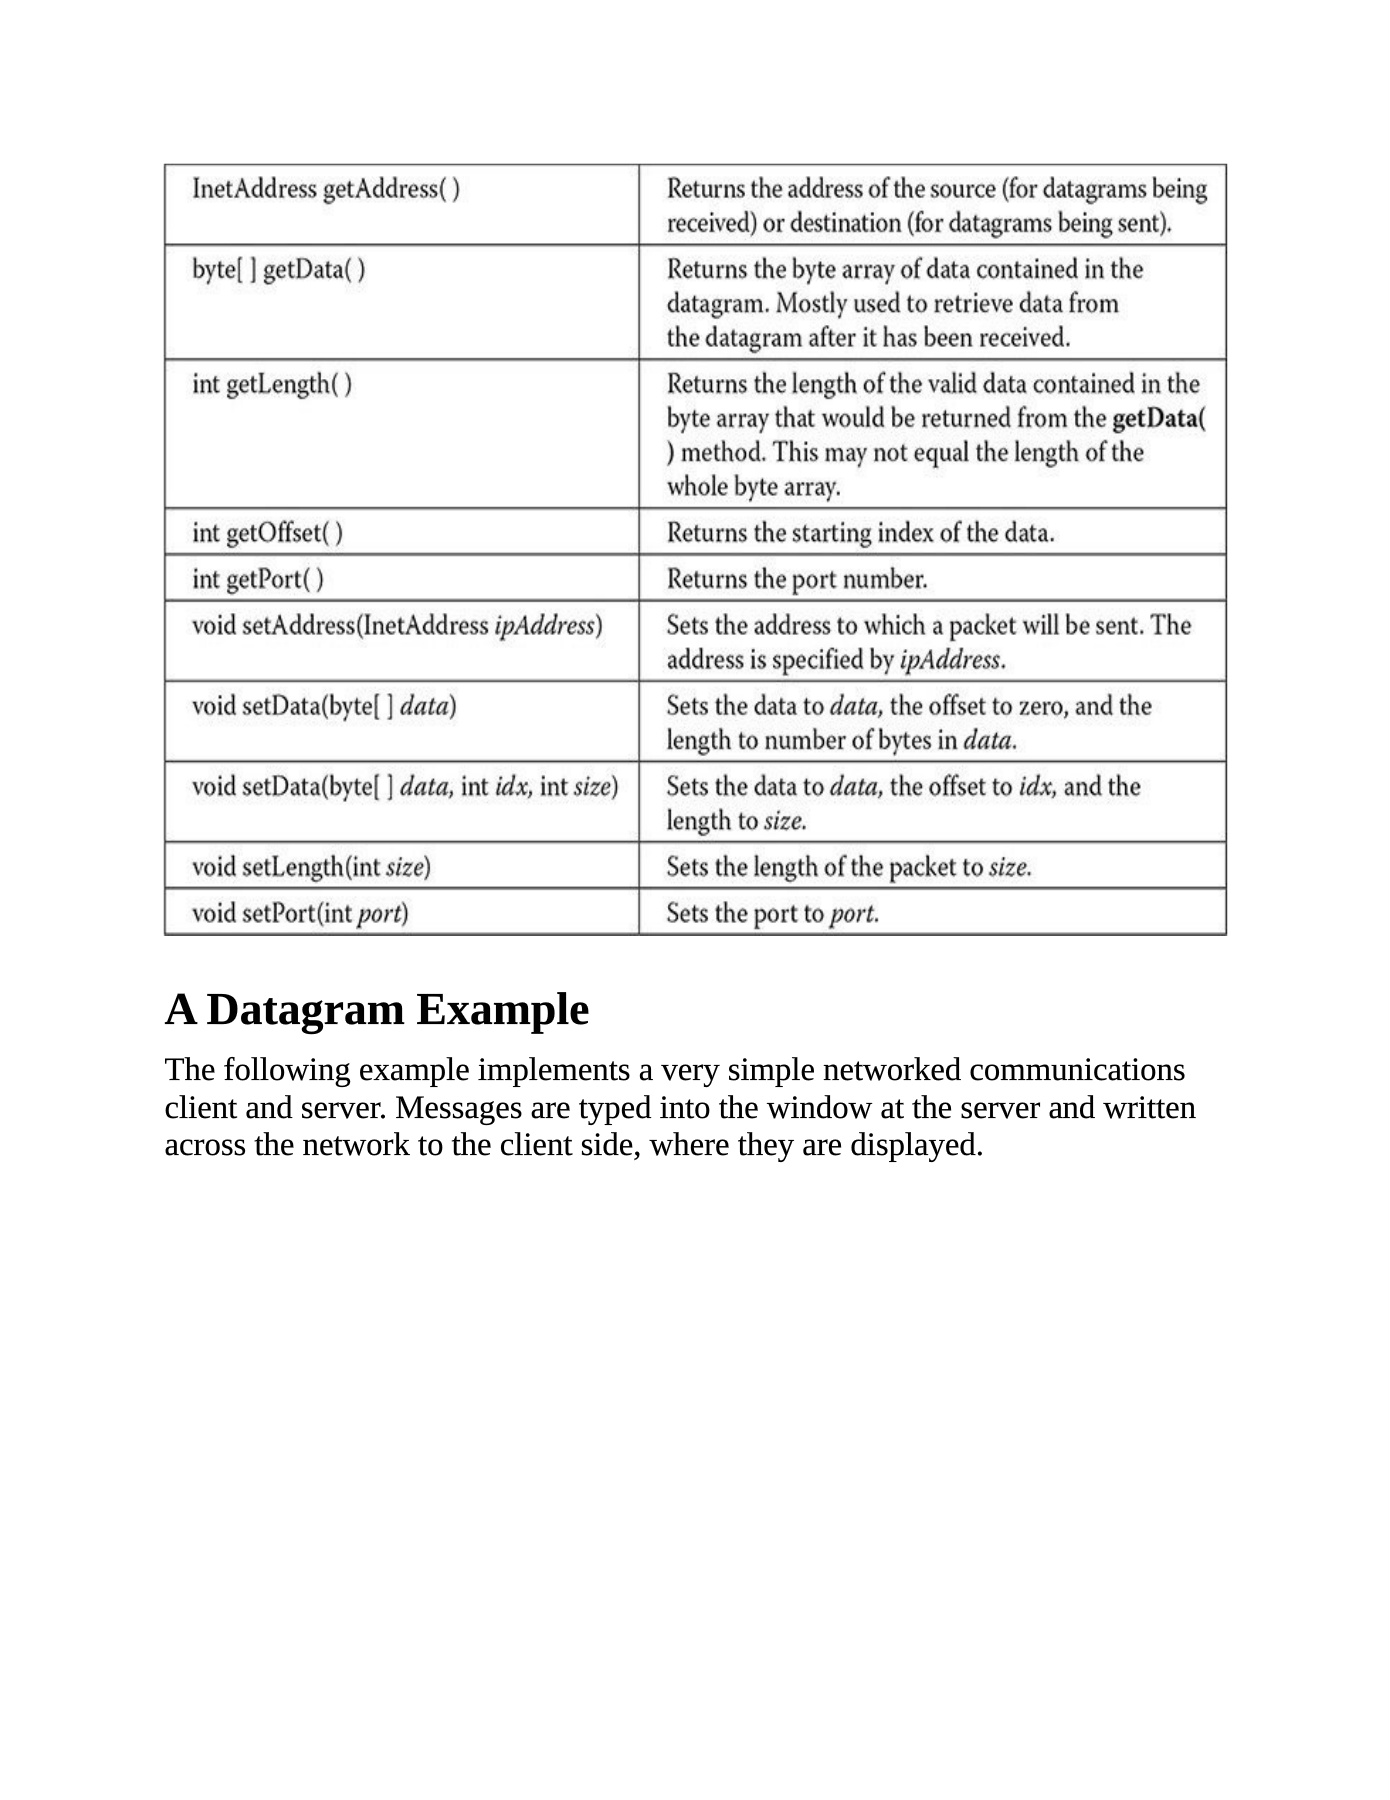 InetAddress getAddress( )
Returns the address of the source (for datagrams being
received) or destination (for datagrams being sent).
byte[ ] getData( )
Returns the byte array of data contained in the
datagram. Mostly used to retrieve data from
the datagram after it has been received.
int getLength( )
Returns the length of the valid data contained in the
byte array that would be returned from the getData(
) method. This may not equal the length of the
whole byte array.
int getOffset( )
Returns the starting index of the data.
int getPort( )
Returns the port number.
void setAddress(InetAddress ipAddress)
Sets the address to which a packet will be sent. The
address is specified by ipAddress.
void setData(byte[ ] data)
Sets the data to data, the offset to zero, and the
length to number of bytes in data.
void setData(byte[ ] data, int idx, int size)
Sets the data to data, the offset to idx, and the
length to size.
void setLength(int size)
Sets the length of the packet to size.
void setPort(int port)
Sets the port to port.
A Datagram Example
The following example implements a very simple networked communications
client and server. Messages are typed into the window at the server and written
across the network to the client side, where they are displayed.